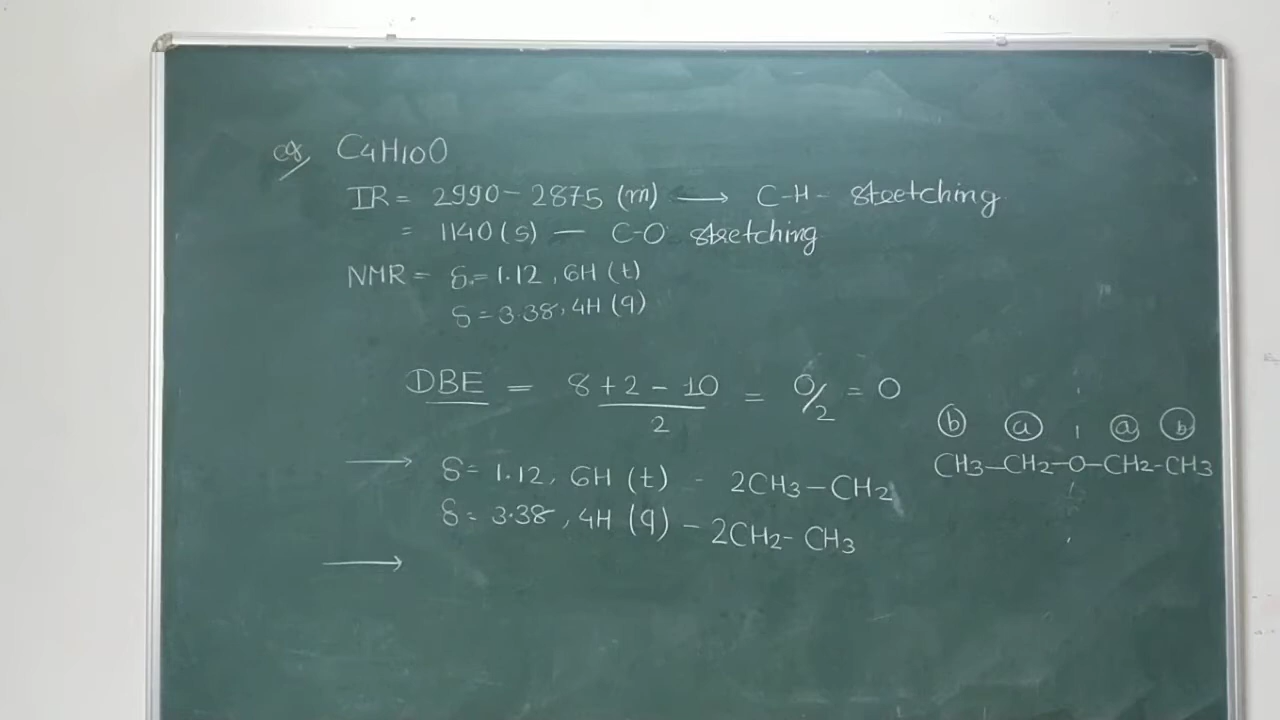 eg, C4H10O
IR = 2990 - 2875 (m) ⟶ C-H- stretching
= 1140 (s) — C-O stretching
NMR = δ = 1.12, 6H (t)
δ = 3.38, 4H (q)
DBE = 8 + 2 - 10 / 2 = 0/2 = 0
(b) (a) (a) (b)
CH3-CH2-O-CH2-CH3
⟶ δ = 1.12, 6H (t) - 2CH3-CH2
δ = 3.38, 4H (q) - 2CH2-CH3
⟶